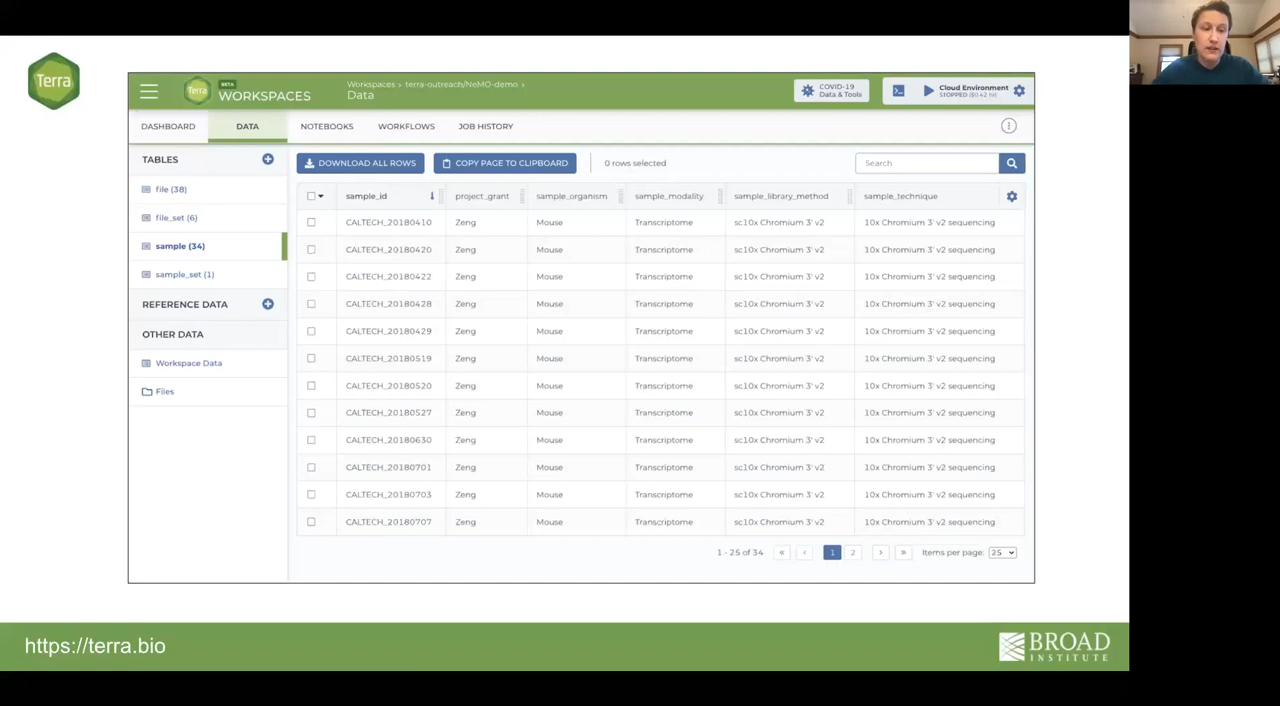 Terra
Terra
BETA
WORKSPACES
Workspaces › terra-outreach/NeMO-demo ›
Data
COVID-19
Data & Tools
Cloud Environment
STOPPED ($0.42 hr)
DASHBOARD DATA NOTEBOOKS WORKFLOWS JOB HISTORY
TABLES
file (38)
file_set (6)
sample (34)
sample_set (1)
REFERENCE DATA
OTHER DATA
Workspace Data
Files
DOWNLOAD ALL ROWS COPY PAGE TO CLIPBOARD 0 rows selected Search
sample_id project_grant sample_organism sample_modality sample_library_method sample_technique
CALTECH_20180410 Zeng Mouse Transcriptome sc10x Chromium 3' v2 10x Chromium 3' v2 sequencing
CALTECH_20180420 Zeng Mouse Transcriptome sc10x Chromium 3' v2 10x Chromium 3' v2 sequencing
CALTECH_20180422 Zeng Mouse Transcriptome sc10x Chromium 3' v2 10x Chromium 3' v2 sequencing
CALTECH_20180428 Zeng Mouse Transcriptome sc10x Chromium 3' v2 10x Chromium 3' v2 sequencing
CALTECH_20180429 Zeng Mouse Transcriptome sc10x Chromium 3' v2 10x Chromium 3' v2 sequencing
CALTECH_20180519 Zeng Mouse Transcriptome sc10x Chromium 3' v2 10x Chromium 3' v2 sequencing
CALTECH_20180520 Zeng Mouse Transcriptome sc10x Chromium 3' v2 10x Chromium 3' v2 sequencing
CALTECH_20180527 Zeng Mouse Transcriptome sc10x Chromium 3' v2 10x Chromium 3' v2 sequencing
CALTECH_20180630 Zeng Mouse Transcriptome sc10x Chromium 3' v2 10x Chromium 3' v2 sequencing
CALTECH_20180701 Zeng Mouse Transcriptome sc10x Chromium 3' v2 10x Chromium 3' v2 sequencing
CALTECH_20180703 Zeng Mouse Transcriptome sc10x Chromium 3' v2 10x Chromium 3' v2 sequencing
CALTECH_20180707 Zeng Mouse Transcriptome sc10x Chromium 3' v2 10x Chromium 3' v2 sequencing
1 - 25 of 34 « ‹ 1 2 › » Items per page: 25
https://terra.bio
BROAD
INSTITUTE